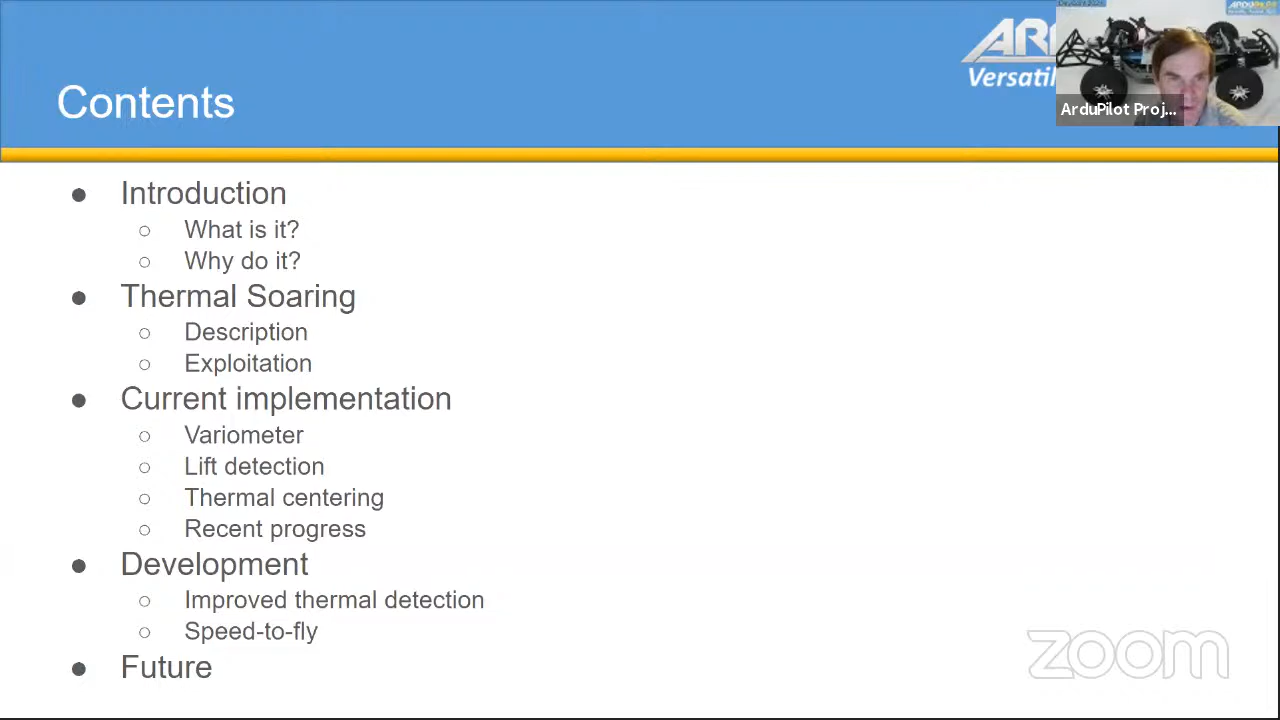 Contents
Versatil
ArduPilot Proj...
● Introduction
○ What is it?
○ Why do it?
● Thermal Soaring
○ Description
○ Exploitation
● Current implementation
○ Variometer
○ Lift detection
○ Thermal centering
○ Recent progress
● Development
○ Improved thermal detection
○ Speed-to-fly
● Future
zoom